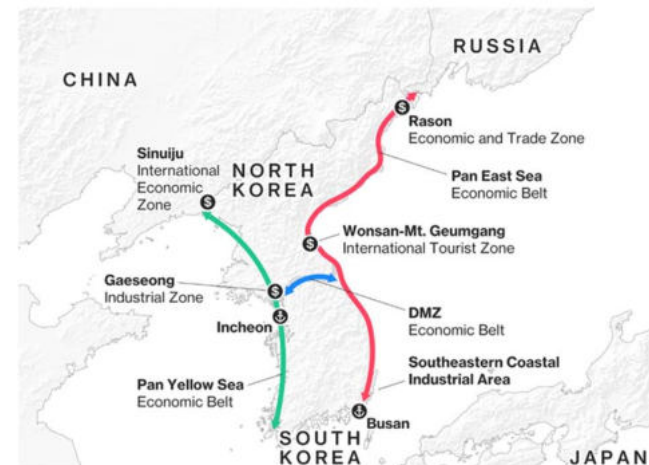 RUSSIA
CHINA
Rason
Economic and Trade Zone
Sinuiju
International
Economic
Zone
NORTH
KOREA
Pan East Sea
Economic Belt
Wonsan-Mt. Geumgang
International Tourist Zone
Gaeseong
Industrial Zone
DMZ
Economic Belt
Incheon
Southeastern Coastal
Industrial Area
Pan Yellow Sea
Economic Belt
Busan
SOUTH
KOREA
JAPAN